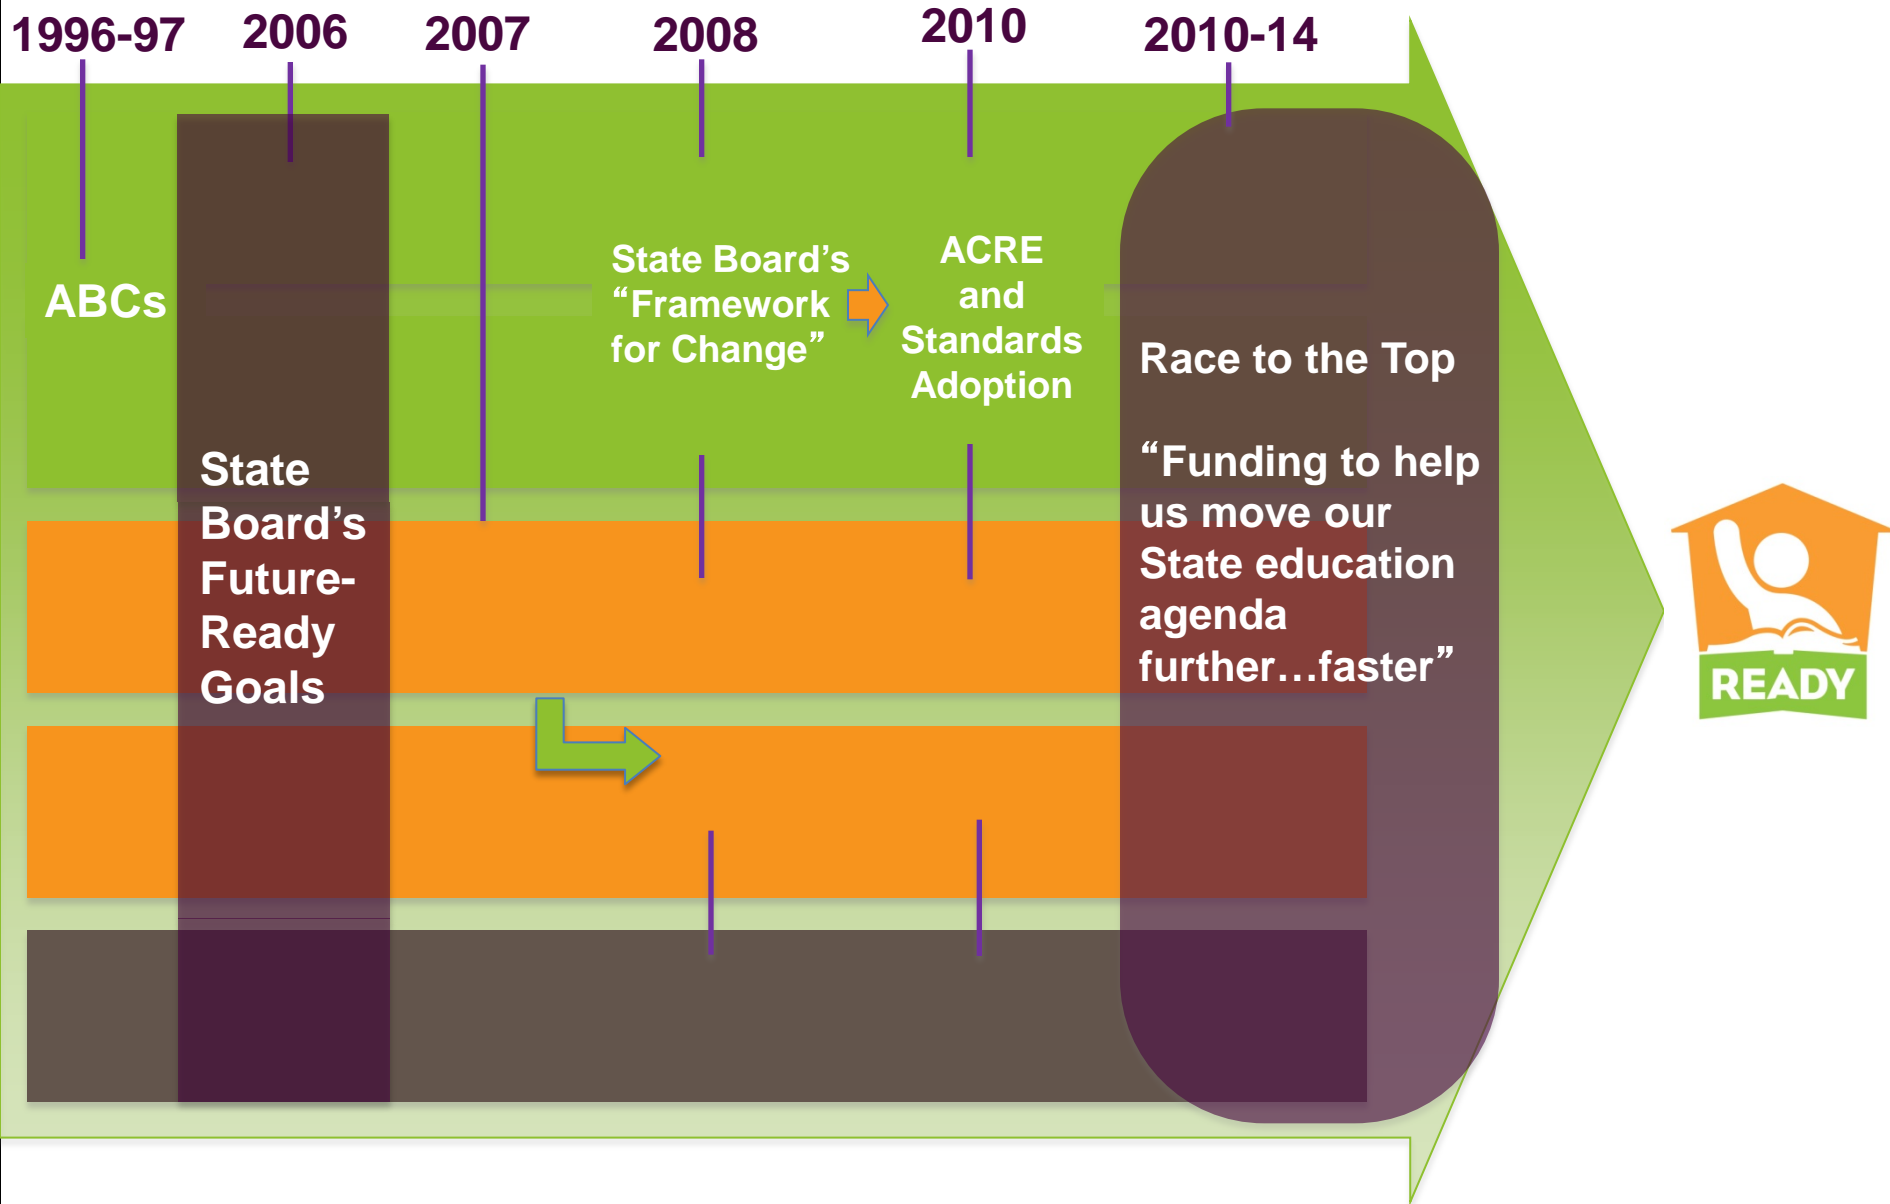 1996-97
2006
2007
2008
2010
2010-14
ABCs
State
Board’s
Future-
Ready
Goals
State Board’s
“Framework
for Change”
ACRE
and
Standards
Adoption
Race to the Top
“Funding to help
us move our
State education
agenda
further…faster”
READY